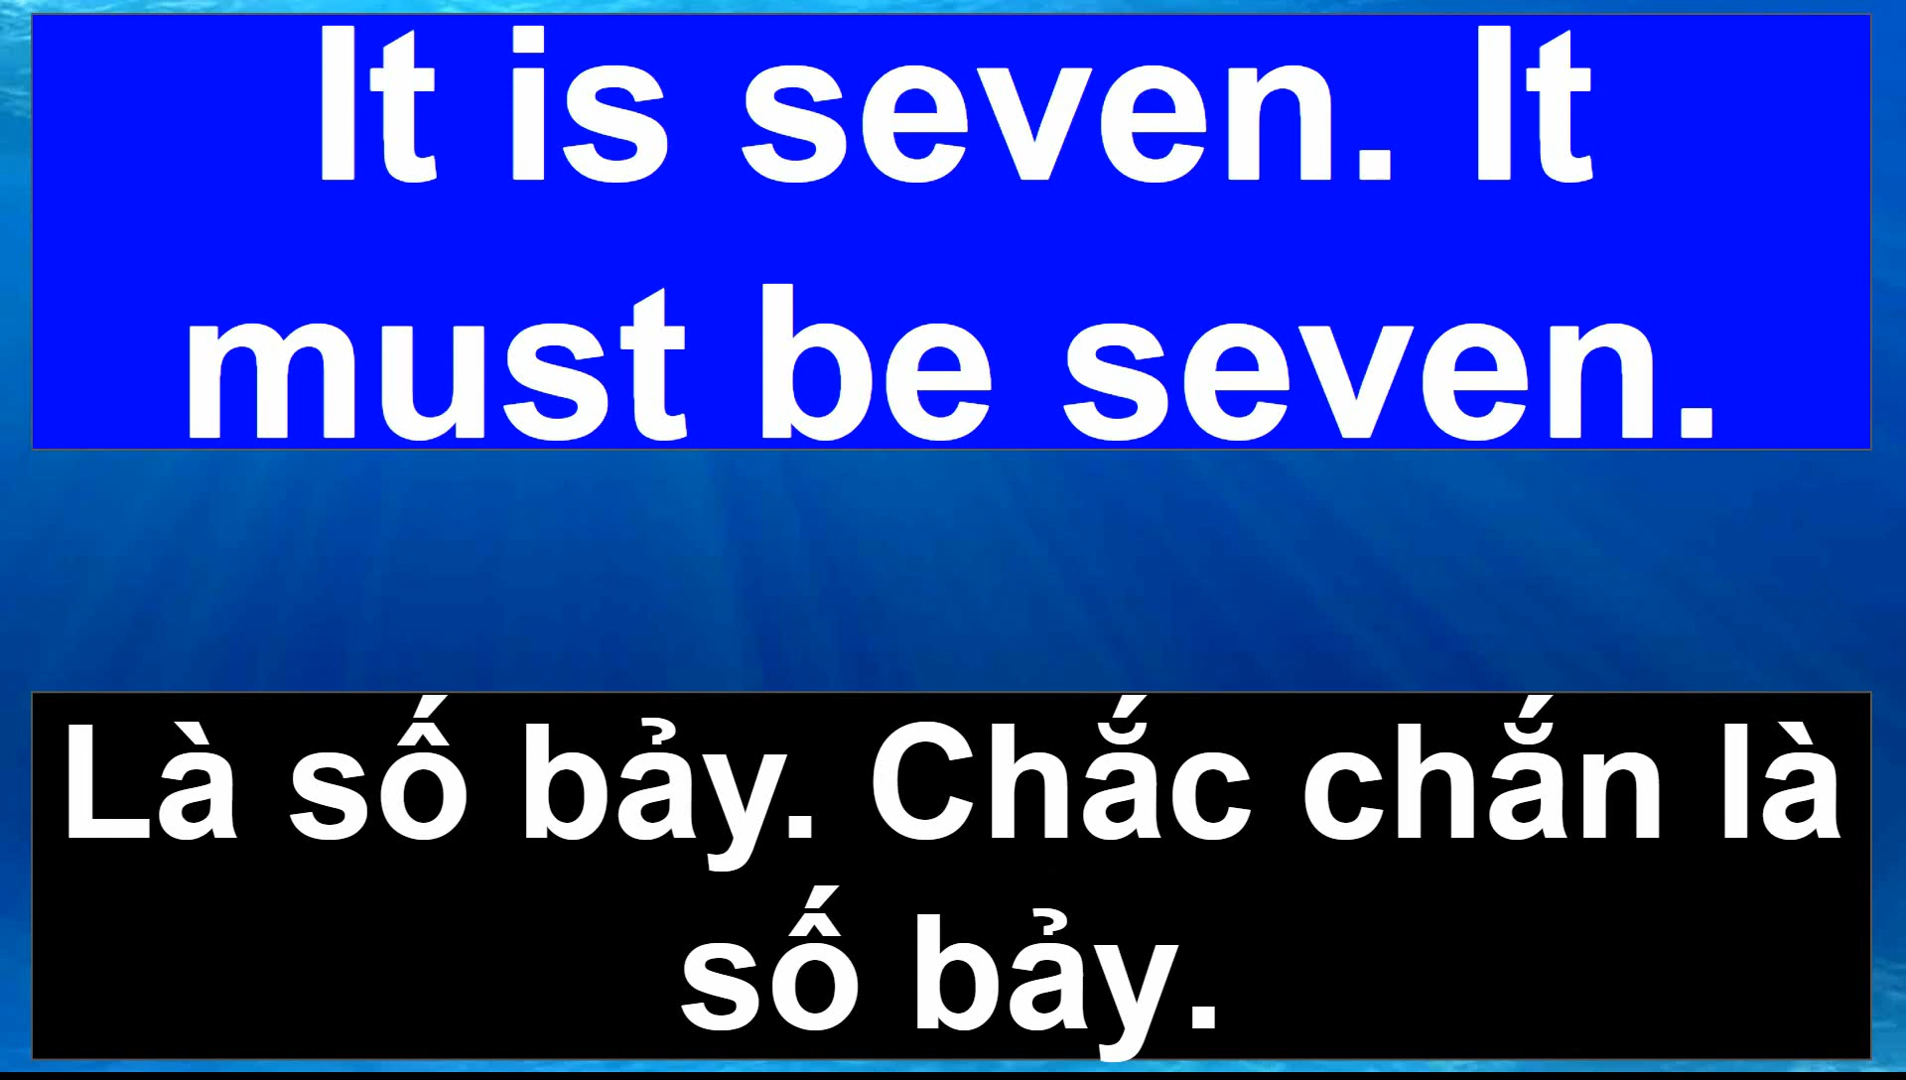 It is seven. It
must be seven.
Là số bảy. Chắc chắn là
số bảy.